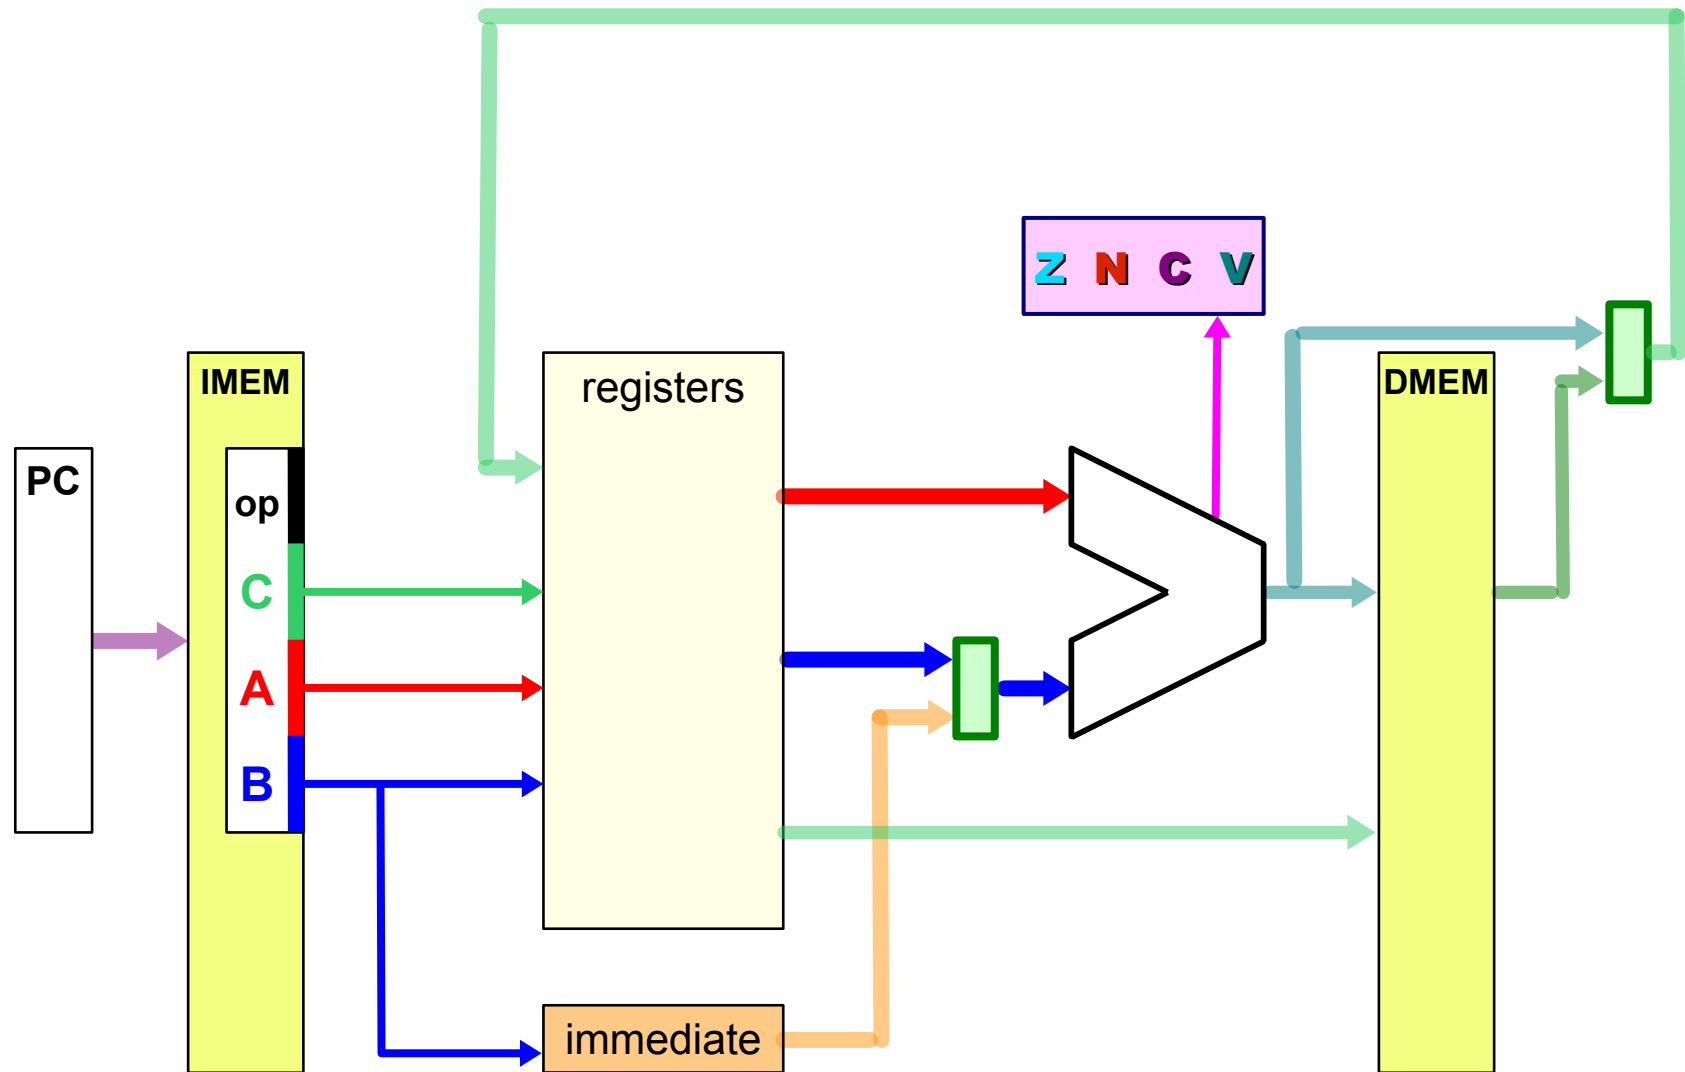 Z N C V
IMEM
registers
DMEM
PC
op
C
A
B
immediate